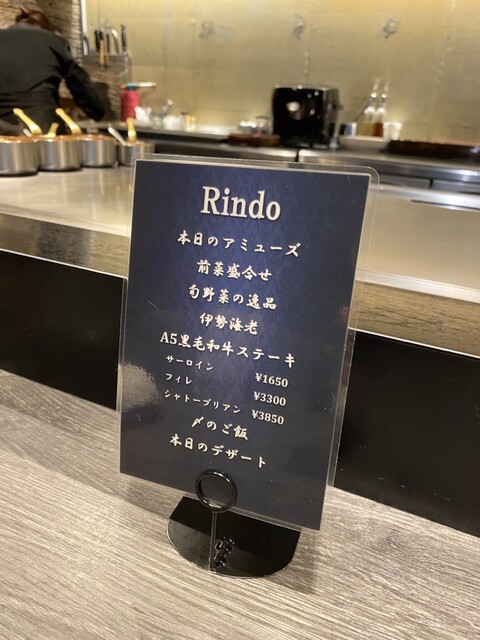 Rindo
本日のアミューズ
前菜盛合せ
旬野菜の逸品
伊勢海老
A5黒毛和牛ステーキ
サーロイン ¥1650
フィレ ¥3300
シャトーブリアン ¥3850
〆のご飯
本日のデザート